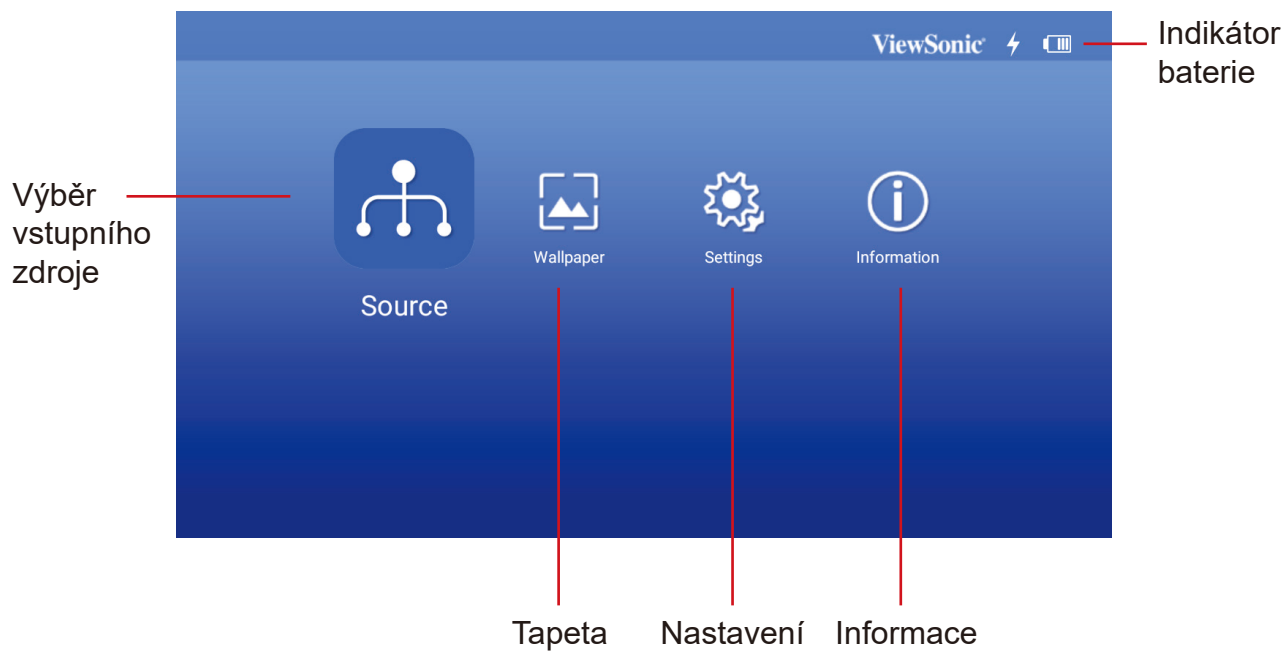 ViewSonic
Indikátor
baterie
Výběr
vstupního
zdroje
Wallpaper
Settings
Information
Source
Tapeta
Nastavení
Informace